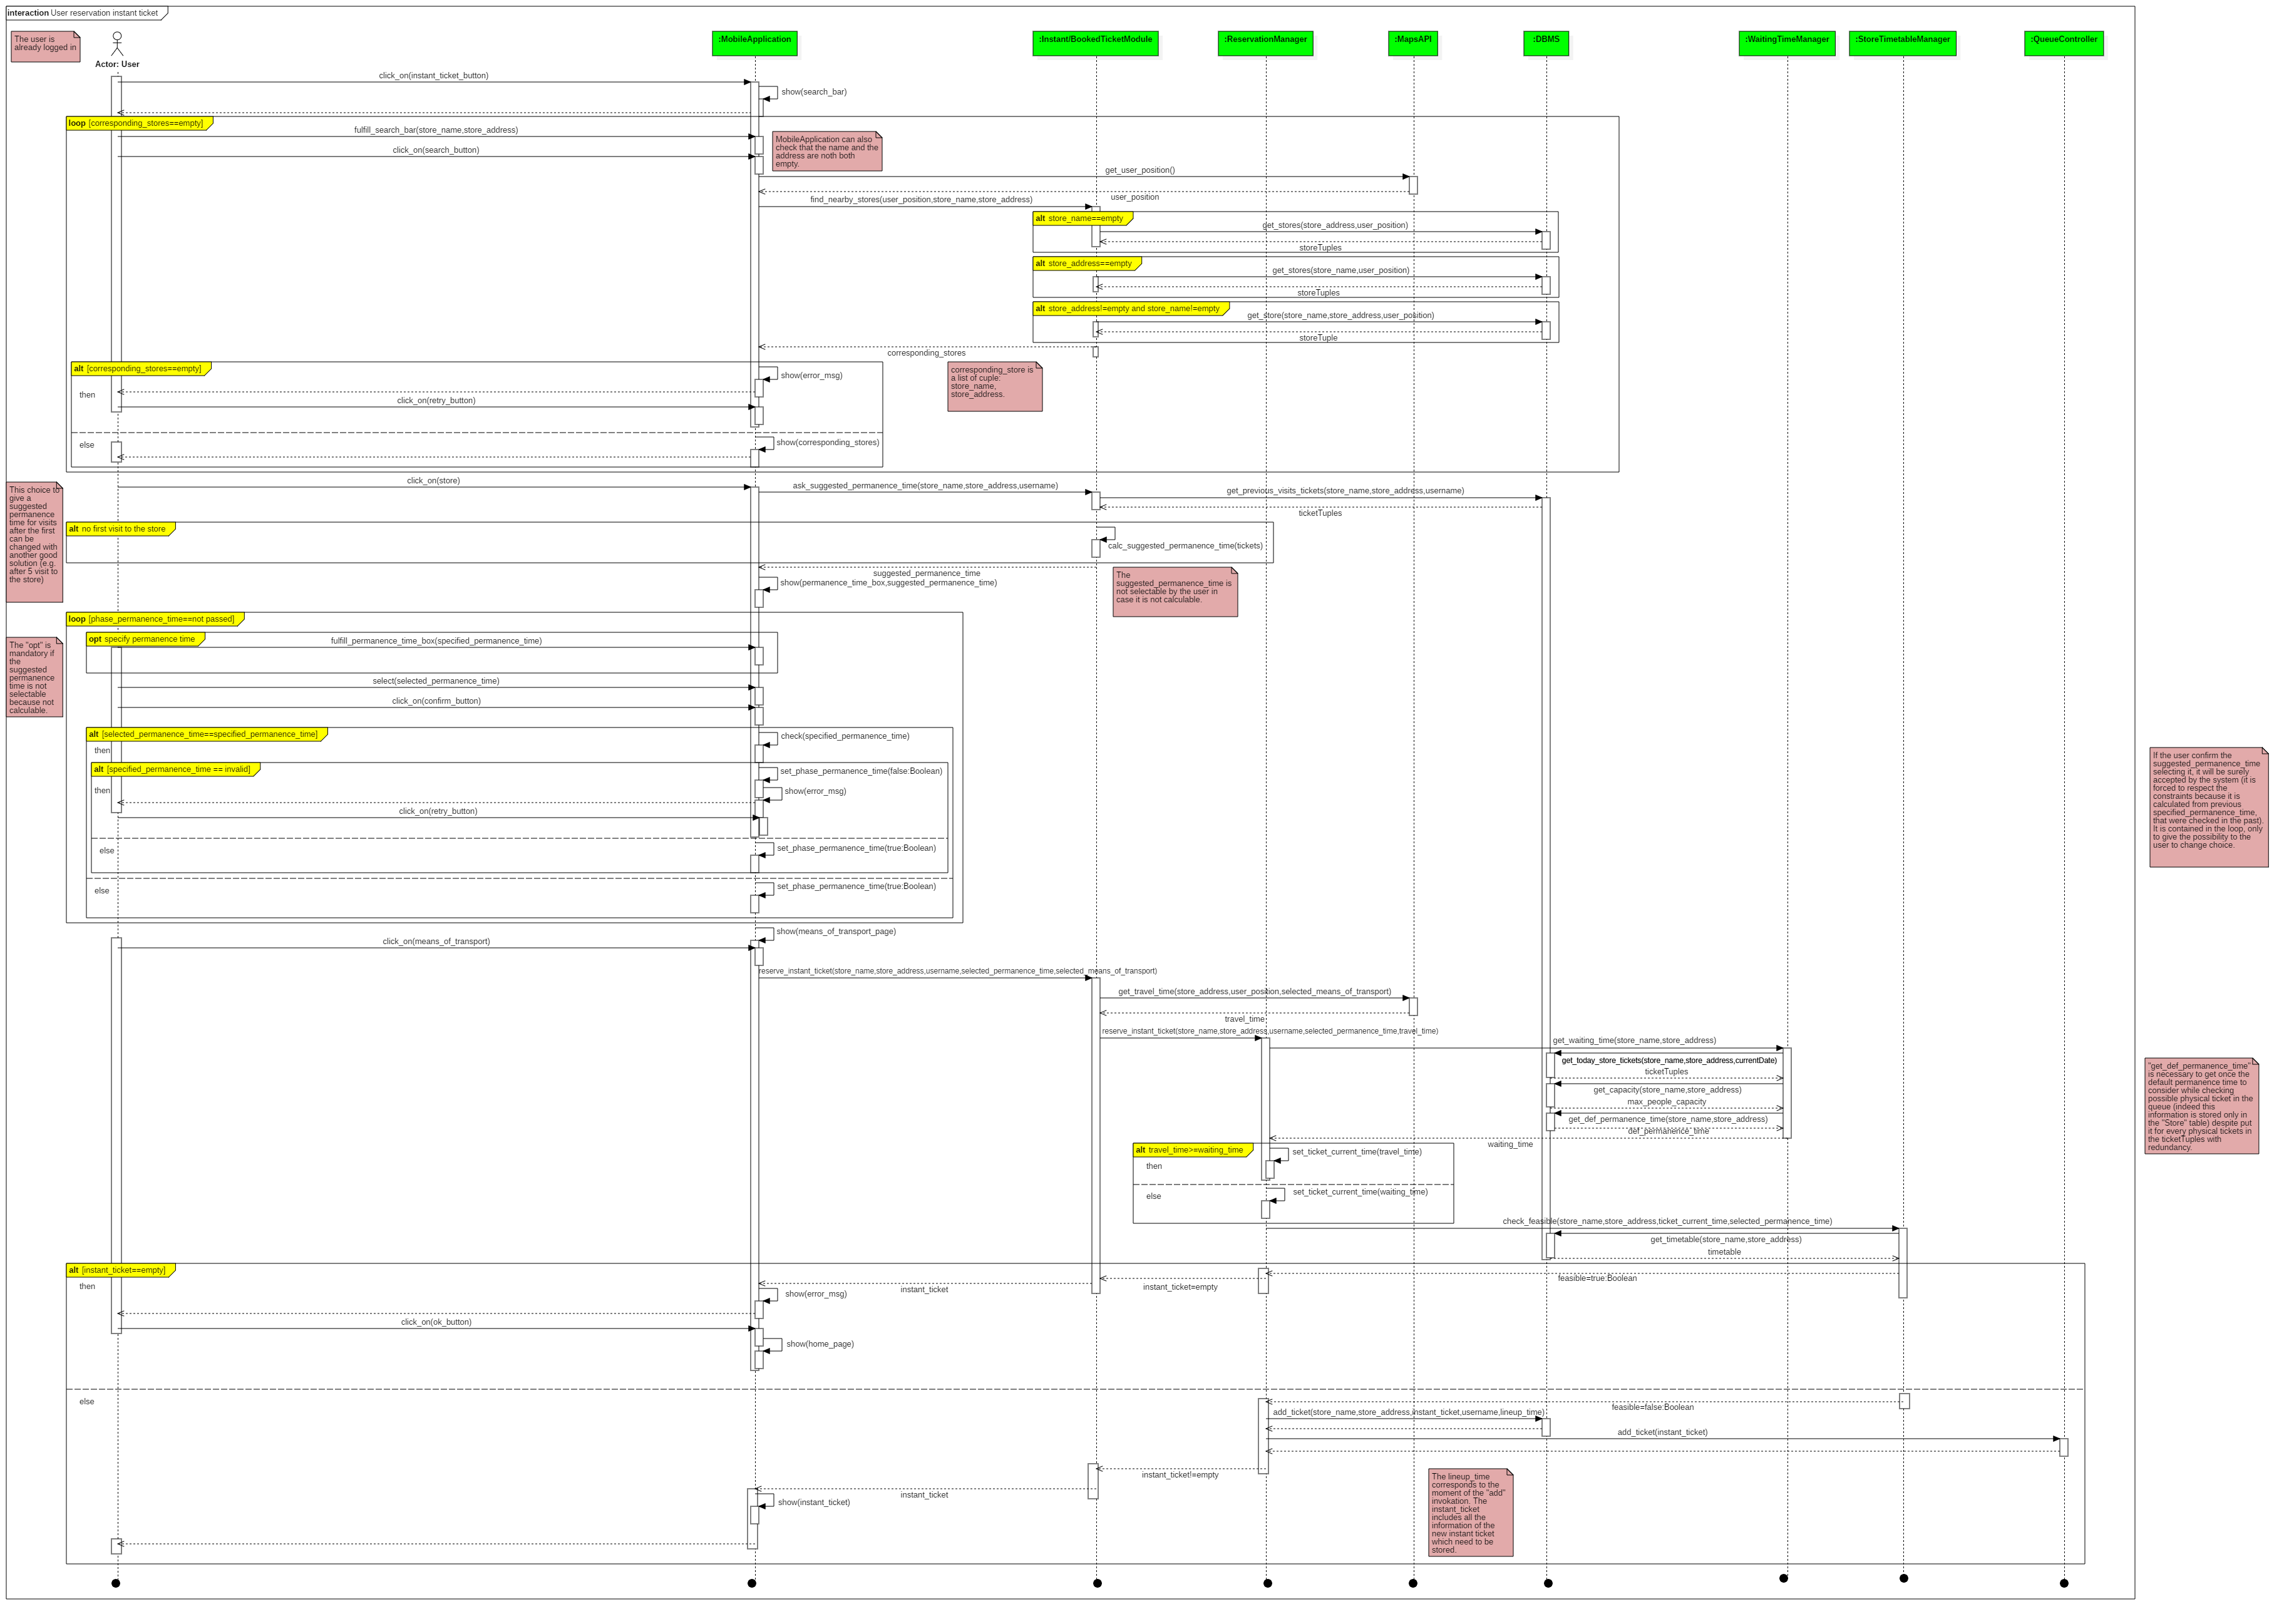 interaction User reservation instant ticket
The user is
already logged in
Actor: User
:MobileApplication
:Instant/BookedTicketModule
:ReservationManager
:MapsAPI
:DBMS
:WaitingTimeManager
:StoreTimetableManager
:QueueController
click_on(instant_ticket_button)
show(search_bar)
loop [corresponding_stores==empty]
fulfill_search_bar(store_name,store_address)
MobileApplication can also
check that the name and the
address are noth both
empty.
click_on(search_button)
get_user_position()
user_position
find_nearby_stores(user_position,store_name,store_address)
alt store_name==empty
get_stores(store_address,user_position)
storeTuples
alt store_address==empty
get_stores(store_name,user_position)
storeTuples
alt store_address!=empty and store_name!=empty
get_store(store_name,store_address,user_position)
storeTuple
corresponding_stores
alt [corresponding_stores==empty]
show(error_msg)
corresponding_store is
a list of cuple:
store_name,
store_address.
then
click_on(retry_button)
else
show(corresponding_stores)
click_on(store)
This choice to
give a
suggested
permanence
time for visits
after the first
can be
changed with
another good
solution (e.g.
after 5 visit to
the store)
ask_suggested_permanence_time(store_name,store_address,username)
get_previous_visits_tickets(store_name,store_address,username)
ticketTuples
alt no first visit to the store
calc_suggested_permanence_time(tickets)
suggested_permanence_time
show(permanence_time_box,suggested_permanence_time)
The
suggested_permanence_time is
not selectable by the user in
case it is not calculable.
loop [phase_permanence_time==not passed]
opt specify permanence time
fulfill_permanence_time_box(specified_permanence_time)
The "opt" is
mandatory if
the
suggested
permanence
time is not
selectable
because not
calculable.
select(selected_permanence_time)
click_on(confirm_button)
alt [selected_permanence_time==specified_permanence_time]
then
check(specified_permanence_time)
alt [specified_permanence_time == invalid]
set_phase_permanence_time(false:Boolean)
then
show(error_msg)
click_on(retry_button)
else
set_phase_permanence_time(true:Boolean)
else
set_phase_permanence_time(true:Boolean)
If the user confirm the
suggested_permanence_time
selecting it, it will be surely
accepted by the system (it is
forced to respect the
constraints because it is
calculated from previous
specified_permanence_time,
that were checked in the past).
It is contained in the loop, only
to give the possibility to the
user to change choice.
show(means_of_transport_page)
click_on(means_of_transport)
reserve_instant_ticket(store_name,store_address,username,selected_permanence_time,selected_means_of_transport)
get_travel_time(store_address,user_position,selected_means_of_transport)
travel_time
reserve_instant_ticket(store_name,store_address,username,selected_permanence_time,travel_time)
get_waiting_time(store_name,store_address)
get_today_store_tickets(store_name,store_address,currentDate)
ticketTuples
get_capacity(store_name,store_address)
max_people_capacity
get_def_permanence_time(store_name,store_address)
def_permanence_time
waiting_time
"get_def_permanence_time"
is necessary to get once the
default permanence time to
consider while checking
possible physical ticket in the
queue (indeed this
information is stored only in
the "Store" table) despite put
it for every physical tickets in
the ticketTuples with
redundancy.
alt travel_time>=waiting_time
set_ticket_current_time(travel_time)
then
else
set_ticket_current_time(waiting_time)
check_feasible(store_name,store_address,ticket_current_time,selected_permanence_time)
get_timetable(store_name,store_address)
timetable
alt [instant_ticket==empty]
then
feasible=true:Boolean
instant_ticket=empty
instant_ticket
show(error_msg)
click_on(ok_button)
show(home_page)
else
feasible=false:Boolean
add_ticket(store_name,store_address,instant_ticket,username,lineup_time)
add_ticket(instant_ticket)
instant_ticket!=empty
instant_ticket
show(instant_ticket)
The lineup_time
corresponds to the
moment of the "add"
invokation. The
instant_ticket
includes all the
information of the
new instant ticket
which need to be
stored.